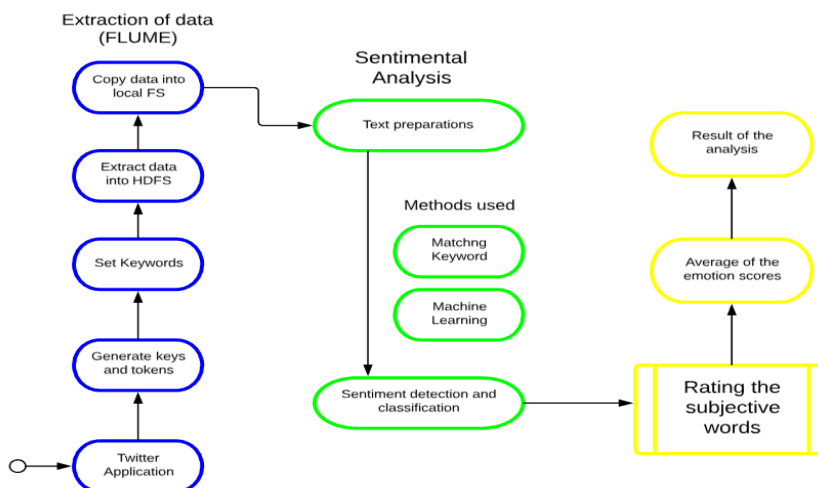 Extraction of data
(FLUME)
Copy data into
local FS
Extract data
into HDFS
Set Keywords
Generate keys
and tokens
Twitter
Application
Sentimental
Analysis
Text preparations
Methods used
Matchng
Keyword
Machine
Learning
Sentiment detection and
classification
Result of the
analysis
Average of the
emotion scores
Rating the
subjective
words